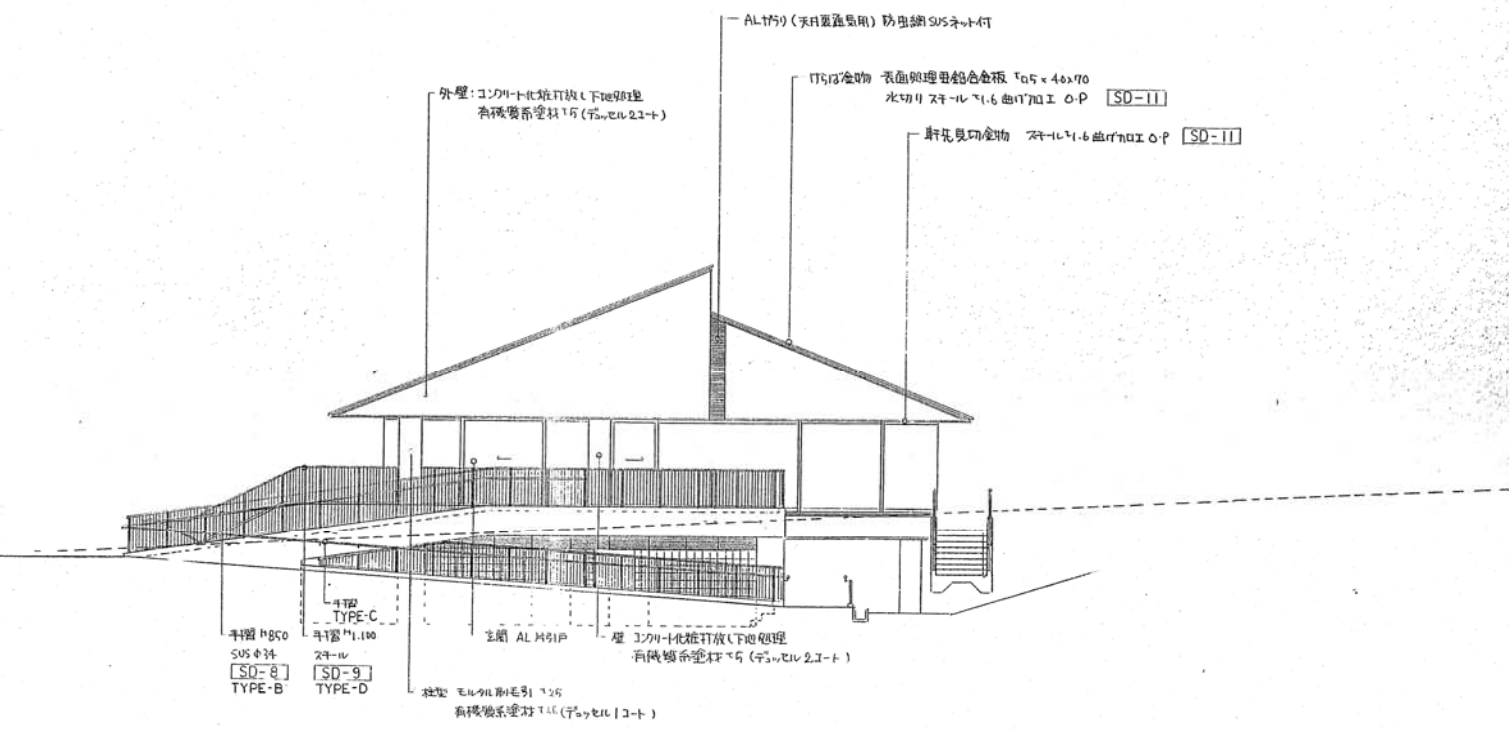 ALガラリ (天井裏通気用) 防虫網SUSネット付
けらば金物 表面処理亜鉛合金板 t0.5 × 40×70
水切り スチール t1.6 曲げ加工 O.P SD-11
軒先見切金物 スチール t1.6 曲げ加工 O.P SD-11
外壁: コンクリート化粧打放し下地処理
有機質系塗材 t5 (デュッセル2コート)
手摺
TYPE-C
手摺 H850
SUS φ34
SD-8
TYPE-B
手摺 H1.100
スチール
SD-9
TYPE-D
玄関 AL片引戸
壁 コンクリート化粧打放し下地処理
有機質系塗材 t5 (デュッセル2コート)
柱型 モルタル刷毛引 t25
有機質系塗材 (デュッセル1コート)